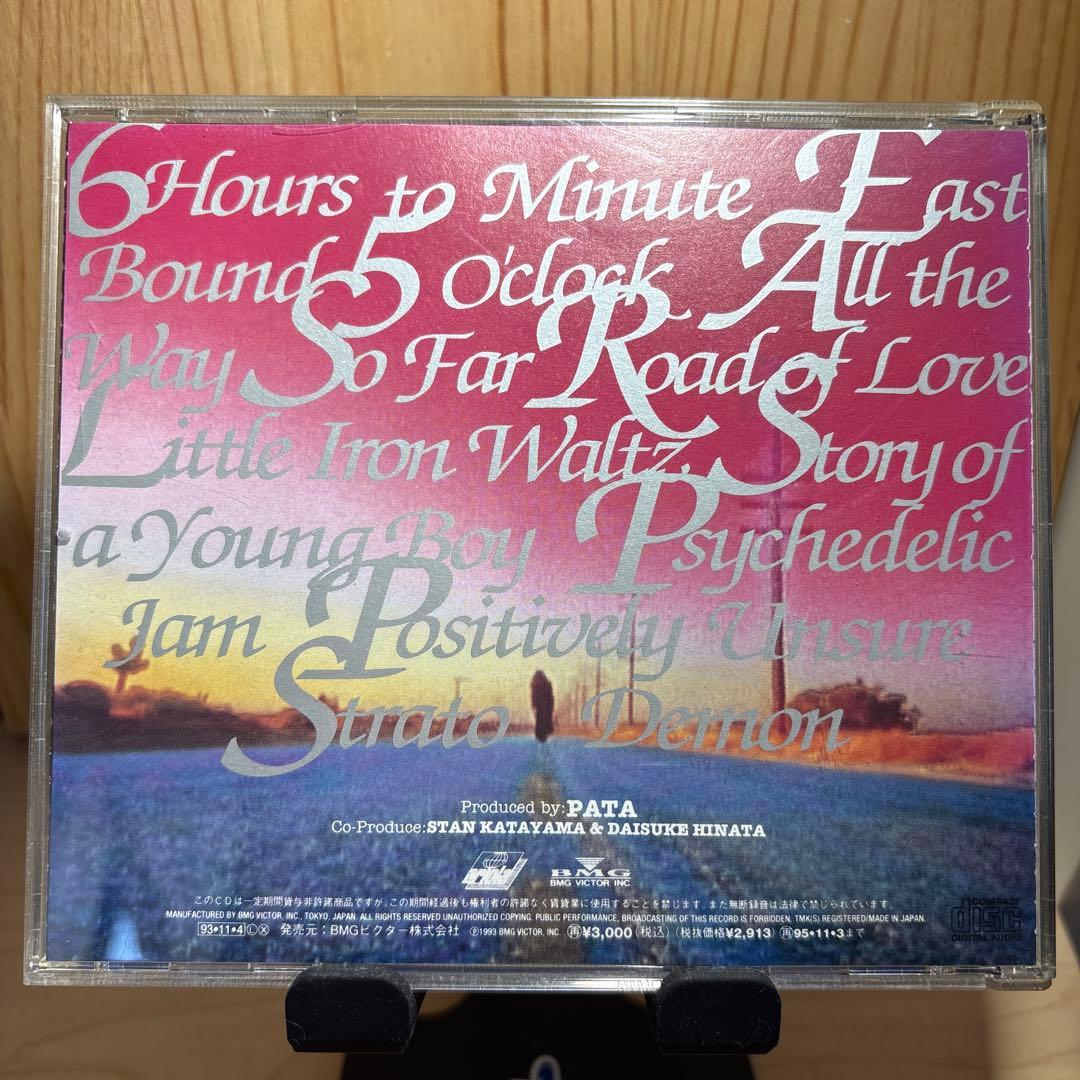 6 Hours to Minute East
Bound 5 O'clock All the
Way So Far Road of Love
Little Iron Waltz Story of
a Young Boy Psychedelic
Jam Positively Unsure
Strato Demon
Produced by:PATA
Co-Produce:STAN KATAYAMA & DAISUKE HINATA
BMG
BMG VICTOR INC
このCDは一定期間貸与非許諾商品ですが、この期間経過後も権利者の許諾なく賃貸業に使用することを禁じます。また無断録音は法律で禁じられています。
MANUFACTURED BY BMG VICTOR, INC. TOKYO, JAPAN. ALL RIGHTS RESERVED UNAUTHORIZED COPYING, PUBLIC PERFORMANCE, BROADCASTING OF THIS RECORD IS FORBIDDEN, TMK(S) REGISTERED/MADE IN JAPAN
93・11・4 Ⓛ Ⓧ 発売元:BMGビクター株式会社 Ⓟ1993 BMG VICTOR, INC. 再¥3,000(税込)(税抜価格¥2,913)再95・11・3まで
COMPACT
disc
DIGITAL AUDIO